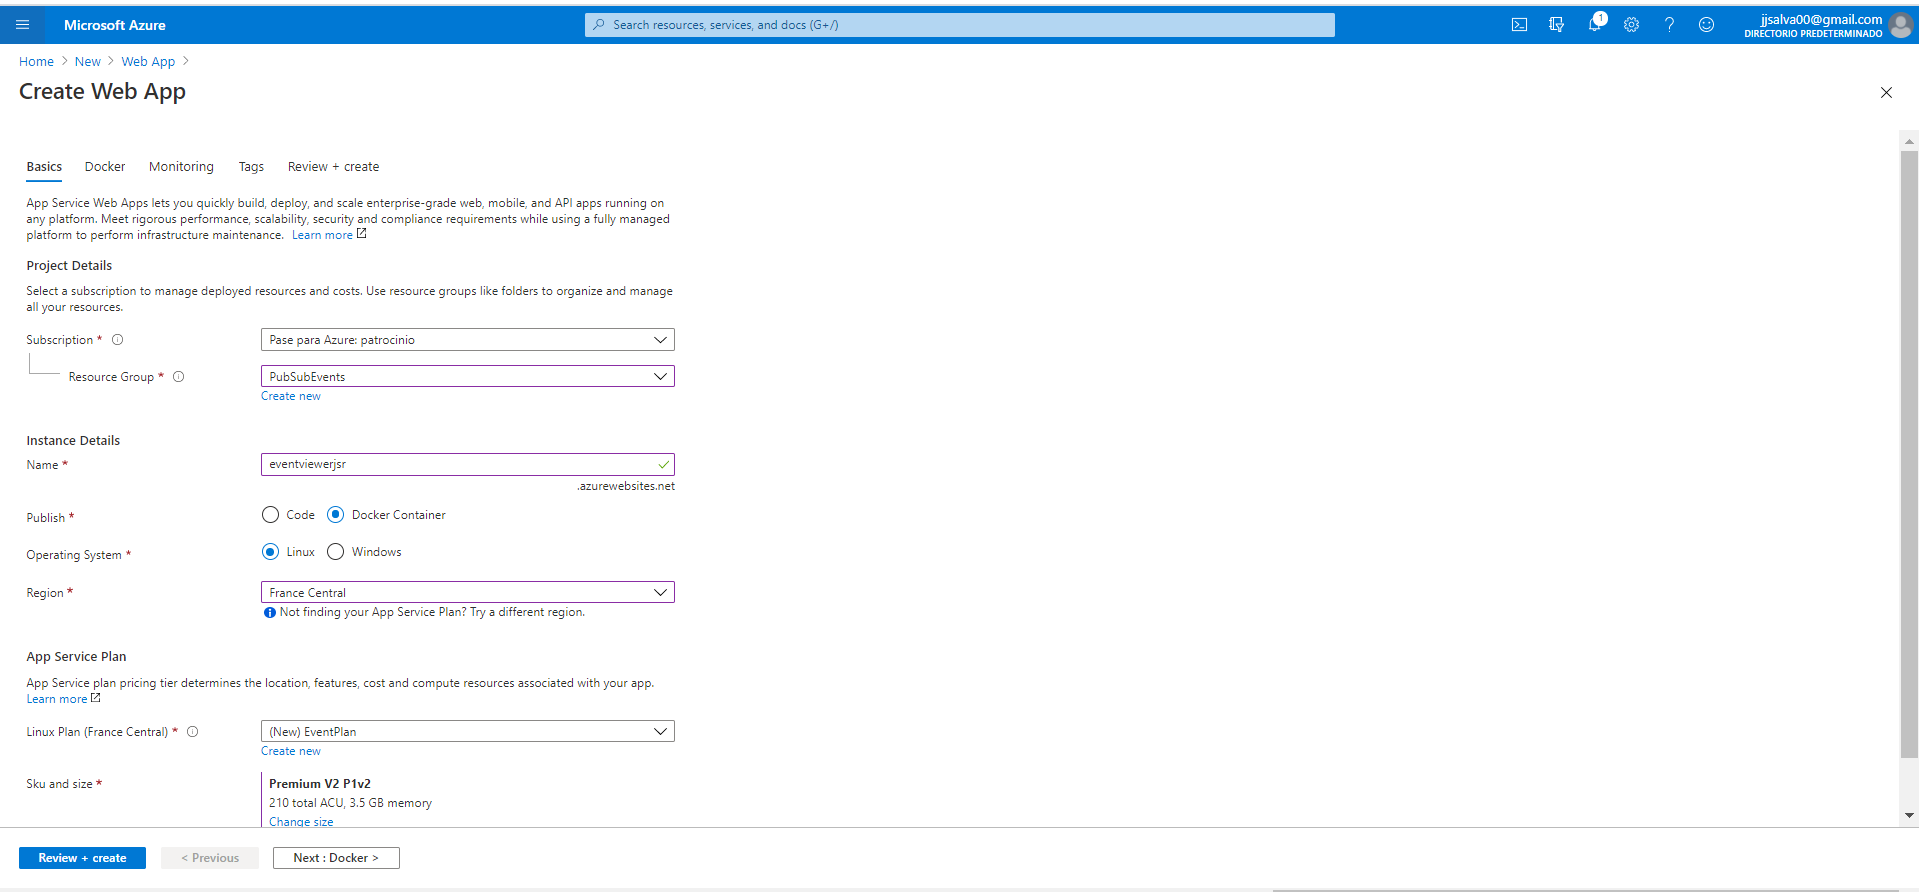 Microsoft Azure
Search resources, services, and docs (G+/)
1
jjsalva00@gmail.com
DIRECTORIO PREDETERMINADO
Home > New > Web App >
Create Web App
Basics Docker Monitoring Tags Review + create
App Service Web Apps lets you quickly build, deploy, and scale enterprise-grade web, mobile, and API apps running on
any platform. Meet rigorous performance, scalability, security and compliance requirements while using a fully managed
platform to perform infrastructure maintenance. Learn more
Project Details
Select a subscription to manage deployed resources and costs. Use resource groups like folders to organize and manage
all your resources.
Subscription * Pase para Azure: patrocinio
Resource Group * PubSubEvents
Create new
Instance Details
Name * eventviewerjsr
.azurewebsites.net
Publish * Code Docker Container
Operating System * Linux Windows
Region * France Central
Not finding your App Service Plan? Try a different region.
App Service Plan
App Service plan pricing tier determines the location, features, cost and compute resources associated with your app.
Learn more
Linux Plan (France Central) * (New) EventPlan
Create new
Sku and size * Premium V2 P1v2
210 total ACU, 3.5 GB memory
Change size
Review + create < Previous Next : Docker >